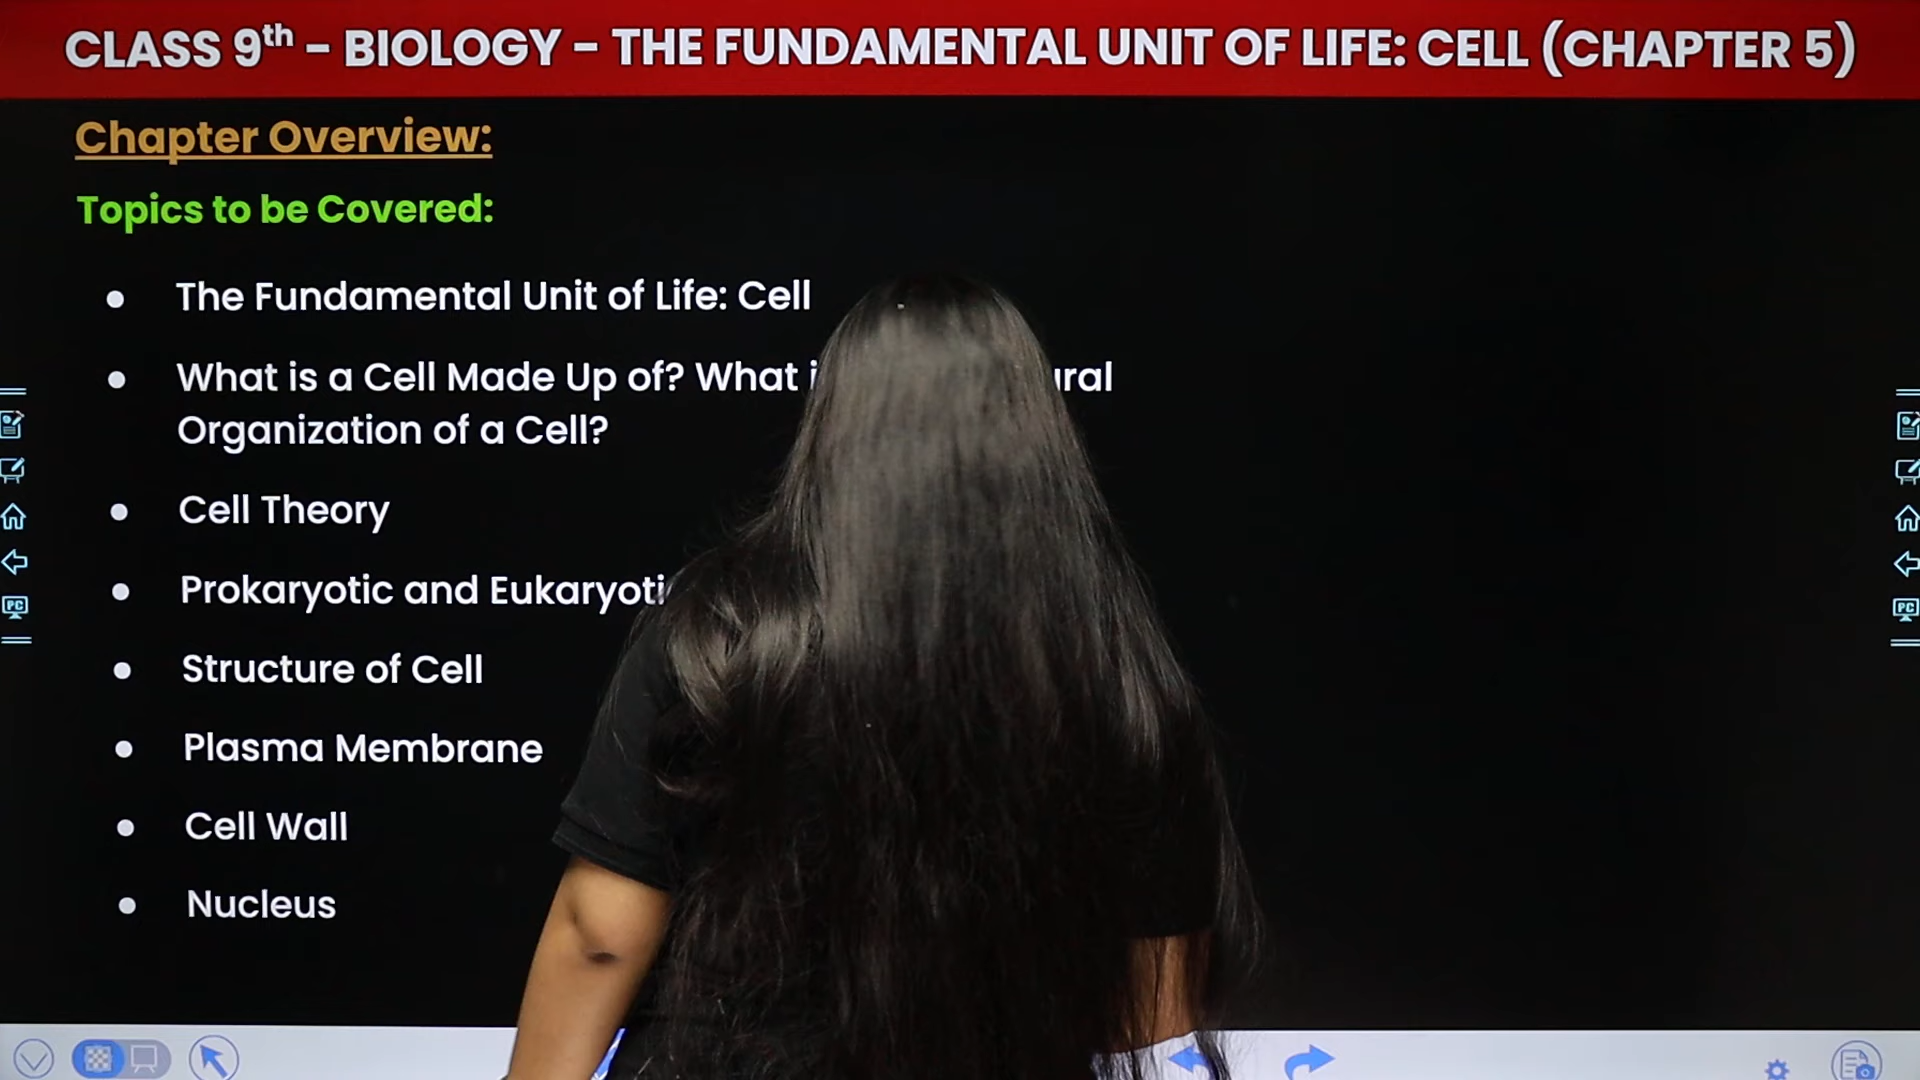 CLASS 9th - BIOLOGY - THE FUNDAMENTAL UNIT OF LIFE: CELL (CHAPTER 5)
Chapter Overview:
Topics to be Covered:
● The Fundamental Unit of Life: Cell
● What is a Cell Made Up of? What
Organization of a Cell?
● Cell Theory
● Prokaryotic and
● Structure of Cell
● Plasma Membrane
● Cell Wall
● Nucleus
PC
PC